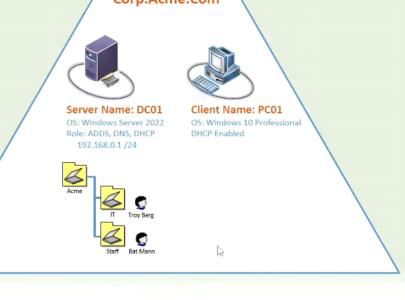 Corp.Acme.Com
Server Name: DC01
OS: Windows Server 2022
Role: ADDS, DNS, DHCP
192.168.0.1 /24
Client Name: PC01
OS: Windows 10 Professional
DHCP Enabled
Acme
IT
Troy Berg
Staff
Bat Mann